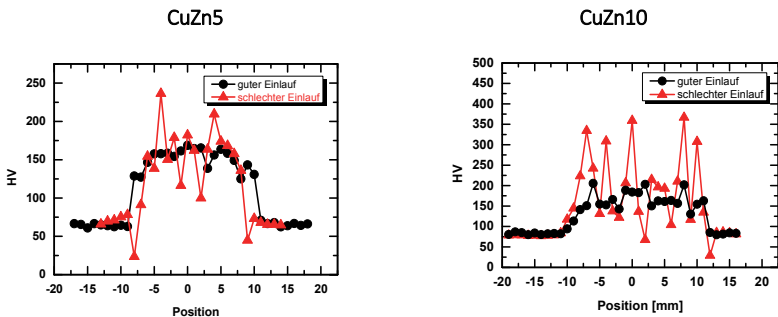 CuZn5
250
200
150
100
50
0
HV
-20 -15 -10 -5 0 5 10 15 20
Position
guter Einlauf
schlechter Einlauf
CuZn10
500
450
400
350
300
250
200
150
100
50
0
HV
-20 -15 -10 -5 0 5 10 15 20
Position [mm]
guter Einlauf
schlechter Einlauf